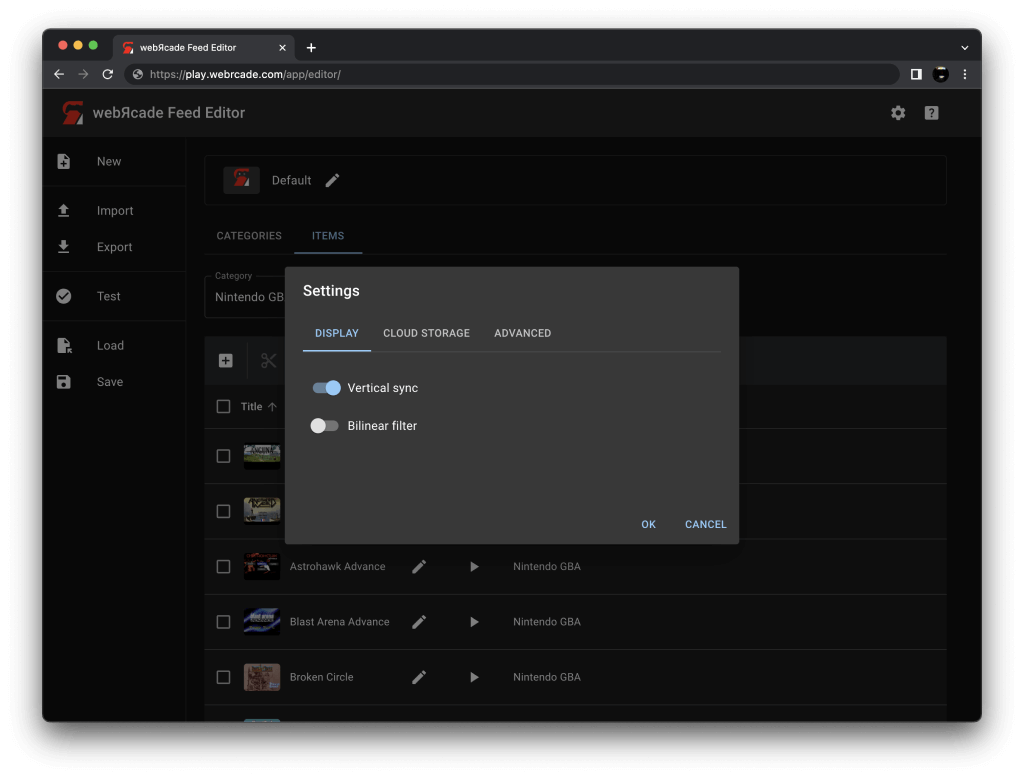 webЯcade Feed Editor
https://play.webrcade.com/app/editor/
webЯcade Feed Editor
New
Import
Export
Test
Load
Save
Default
CATEGORIES ITEMS
Category
Nintendo GB
Title
Settings
DISPLAY CLOUD STORAGE ADVANCED
Vertical sync
Bilinear filter
OK CANCEL
Astrohawk Advance Nintendo GBA
Blast Arena Advance Nintendo GBA
Broken Circle Nintendo GBA